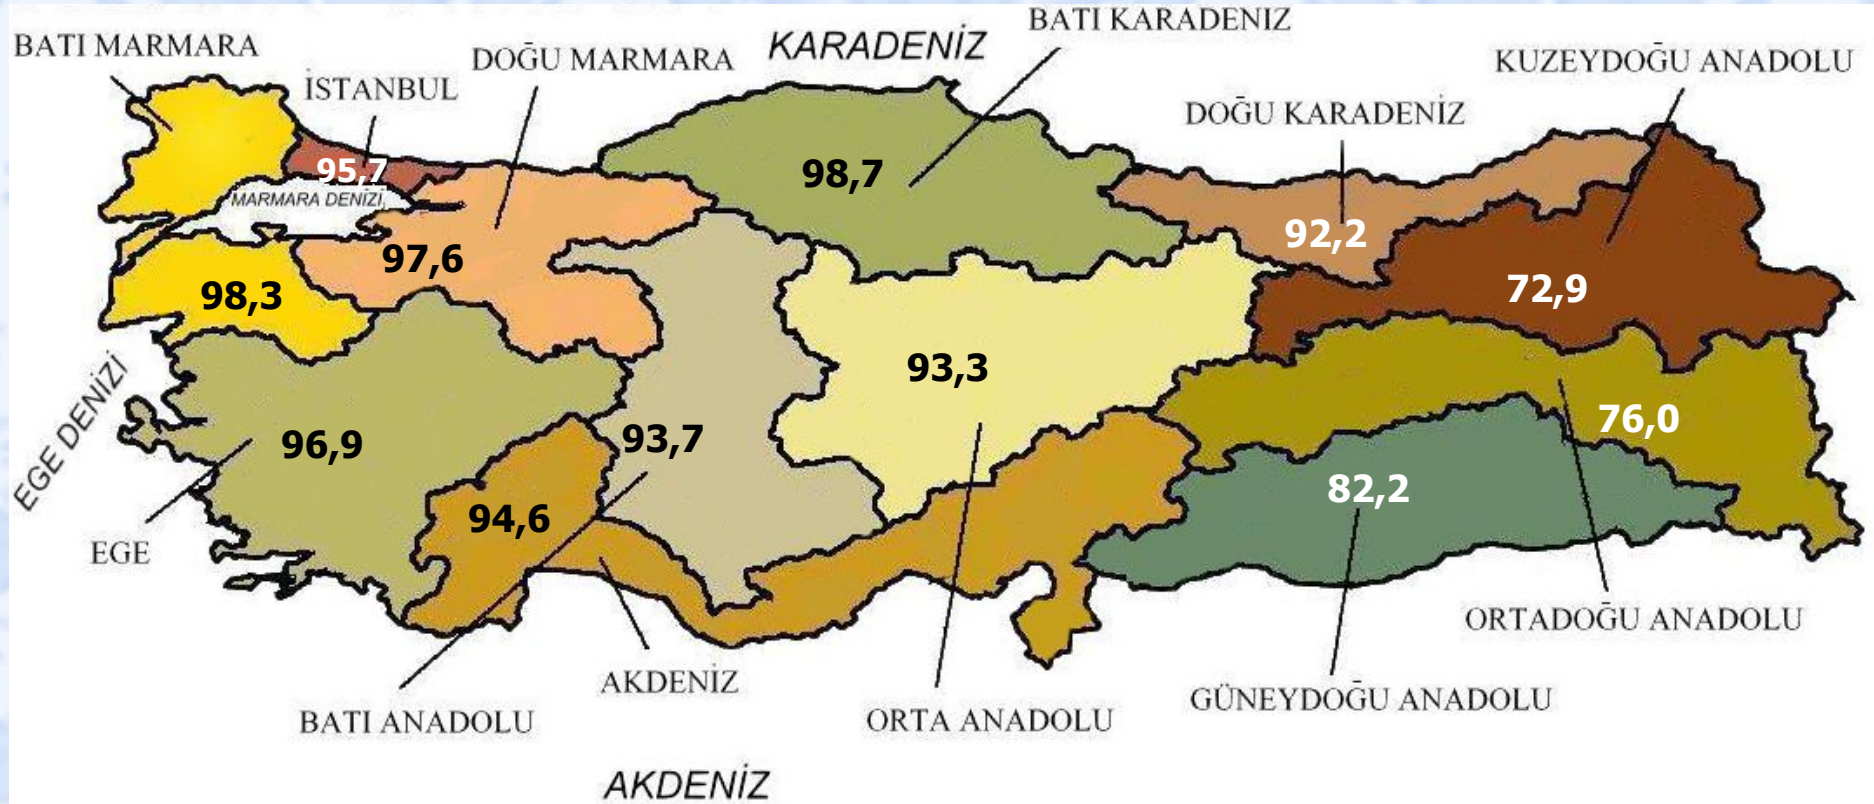 BATI KARADENIZ
KARADENİZ
BATI MARMARA
DOĞU MARMARA
KUZEYDOĞU ANADOLU
İSTANBUL
DOĞU KARADENİZ
95,7
98,7
MARMARA DENİZİ
92,2
97,6
98,3
72,9
93,3
EGE DENİZİ
76,0
96,9
93,7
82,2
94,6
EGE
ORTADOĞU ANADOLU
AKDENİZ
GÜNEYDOĞU ANADOLU
BATI ANADOLU
ORTA ANADOLU
AKDENİZ